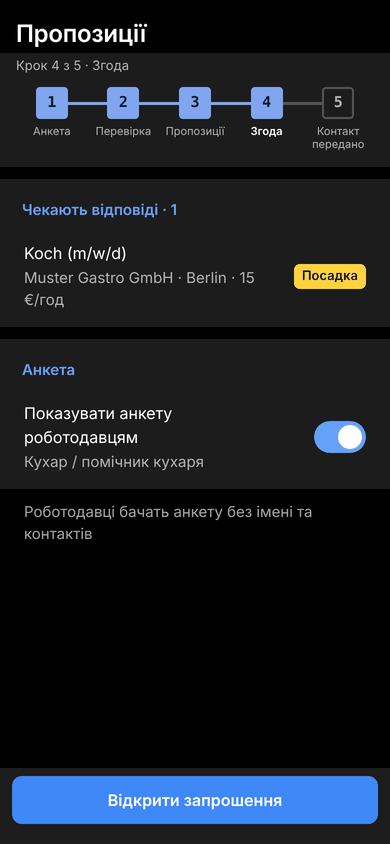 Пропозиції
Крок 4 з 5 · Згода
1 2 3 4 5
Анкета Перевірка Пропозиції Згода Контакт
передано
Чекають відповіді · 1
Koch (m/w/d)
Muster Gastro GmbH · Berlin · 15
€/год
Посадка
Анкета
Показувати анкету
роботодавцям
Кухар / помічник кухаря
Роботодавці бачать анкету без імені та
контактів
Відкрити запрошення